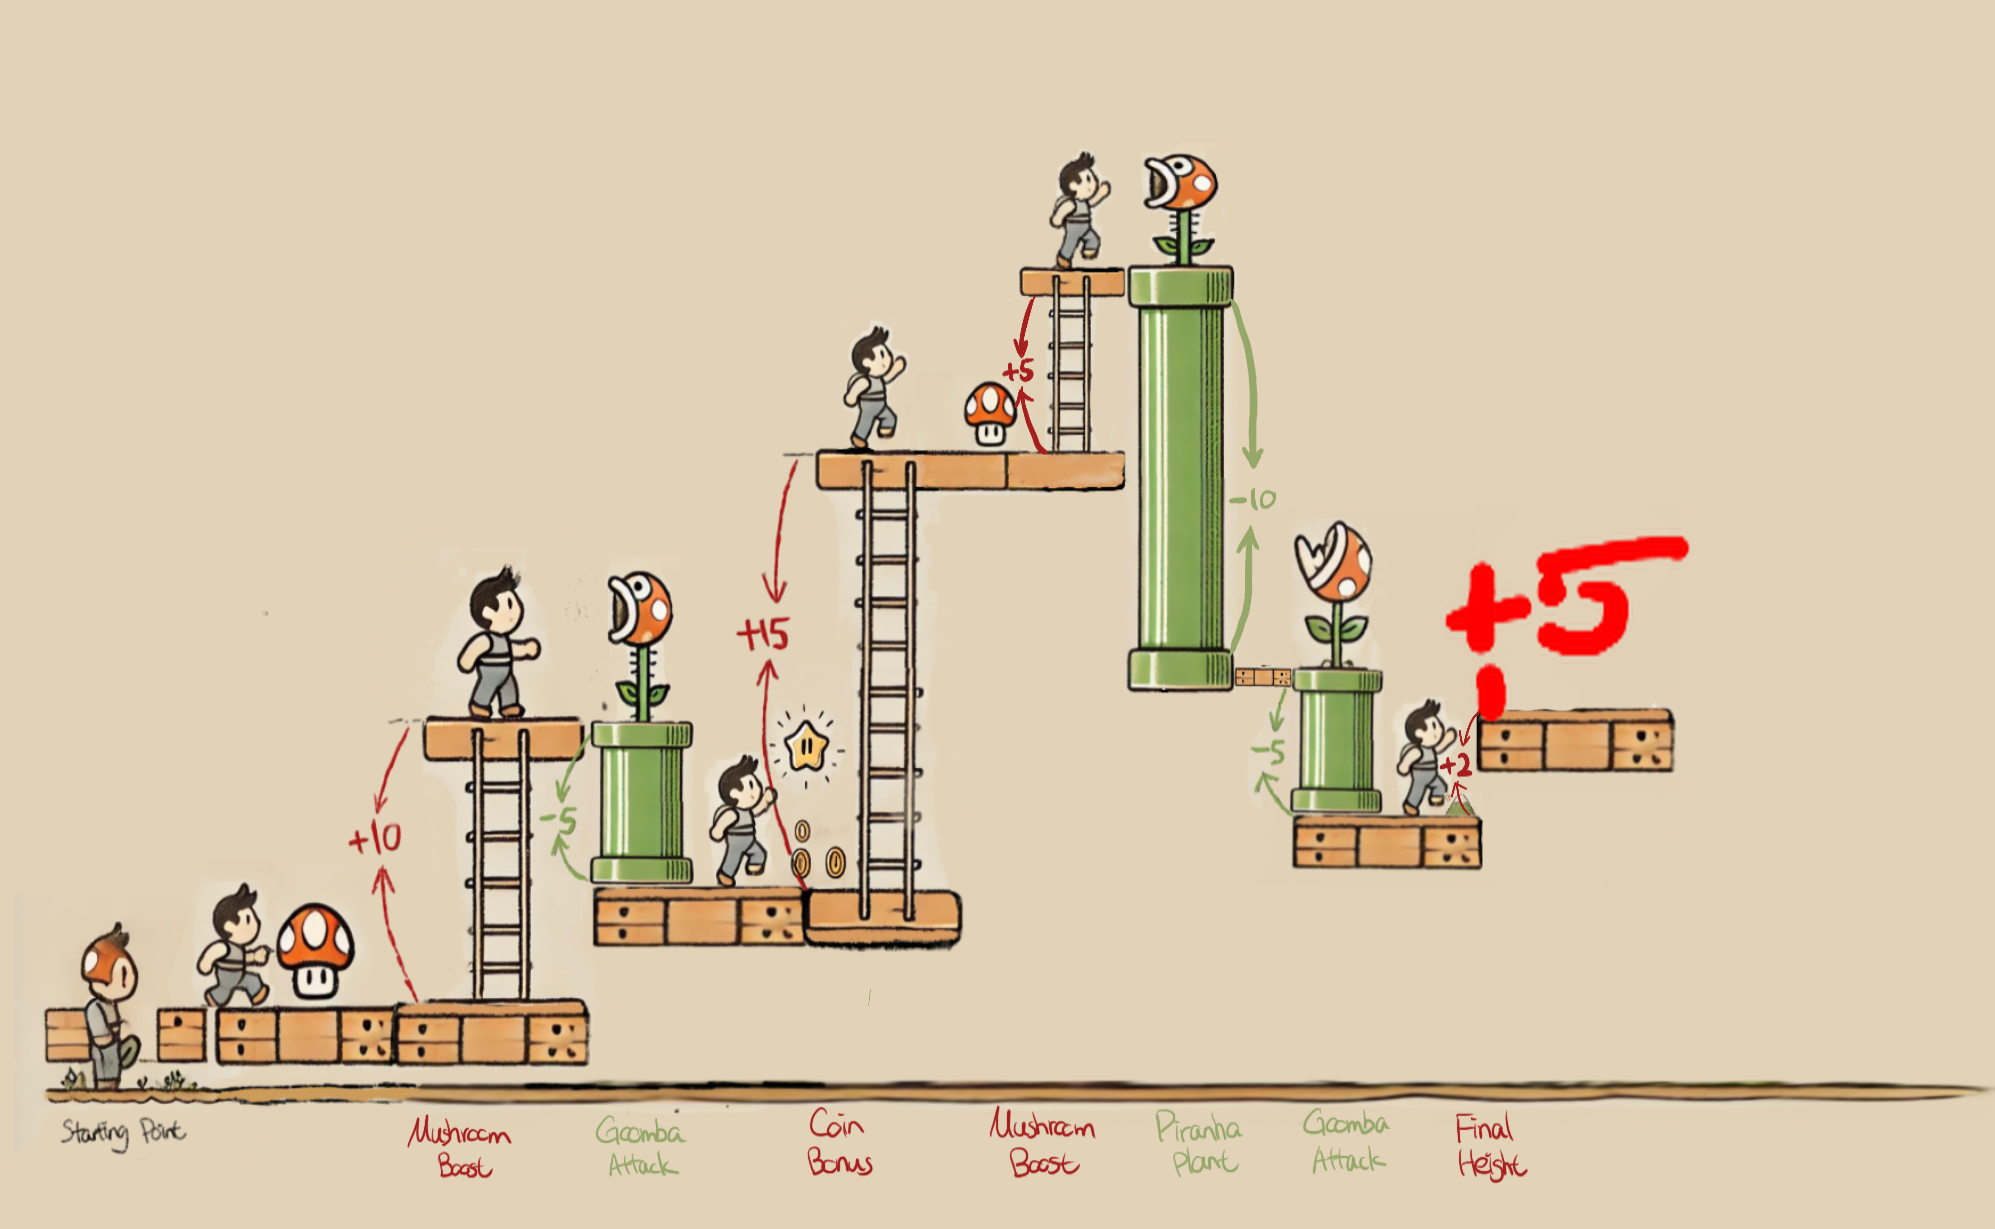 +5
+5
-10
+15
-5
+2
+10
-5
Starting Point
Mushroom
Boost
Goomba
Attack
Coin
Bonus
Mushroom
Boost
Piranha
Plant
Goomba
Attack
Final
Height